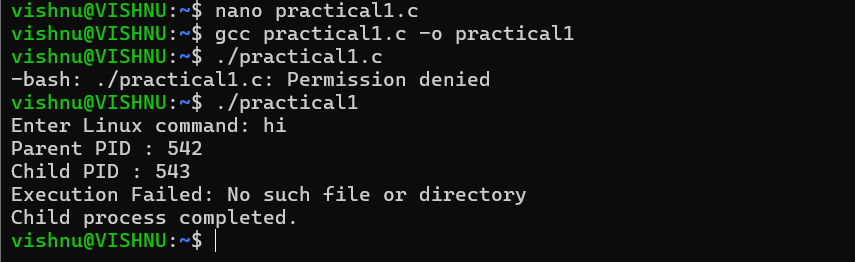 vishnu@VISHNU:~$ nano practical1.c
vishnu@VISHNU:~$ gcc practical1.c -o practical1
vishnu@VISHNU:~$ ./practical1.c
-bash: ./practical1.c: Permission denied
vishnu@VISHNU:~$ ./practical1
Enter Linux command: hi
Parent PID : 542
Child PID : 543
Execution Failed: No such file or directory
Child process completed.
vishnu@VISHNU:~$